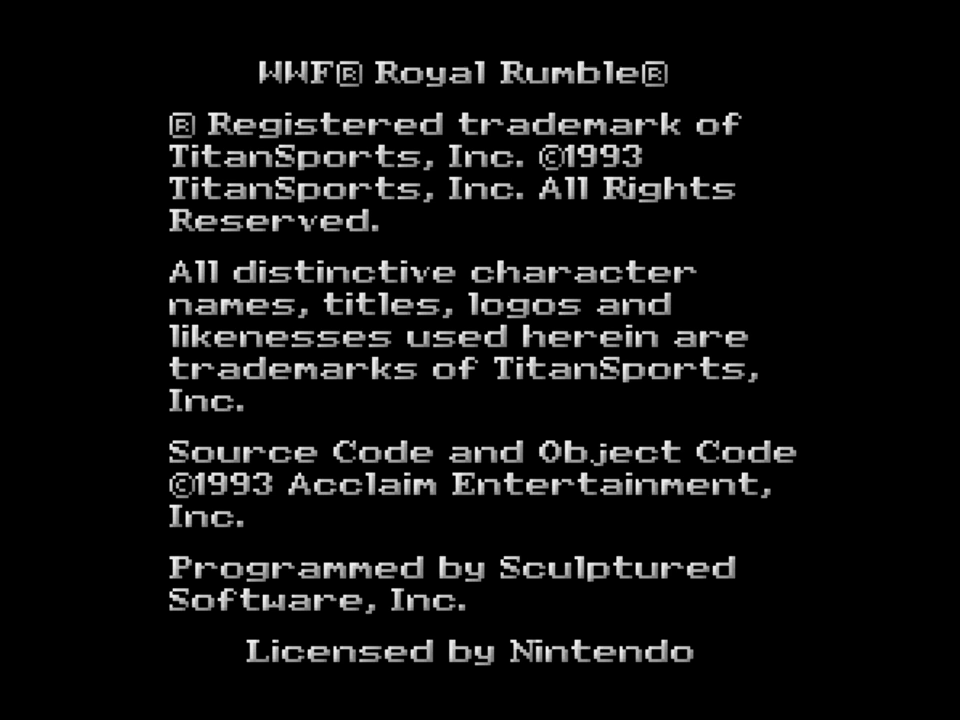 WWF® Royal Rumble®
® Registered trademark of
TitanSports, Inc. ©1993
TitanSports, Inc. All Rights
Reserved.
All distinctive character
names, titles, logos and
likenesses used herein are
trademarks of TitanSports,
Inc.
Source Code and Object Code
©1993 Acclaim Entertainment,
Inc.
Programmed by Sculptured
Software, Inc.
Licensed by Nintendo